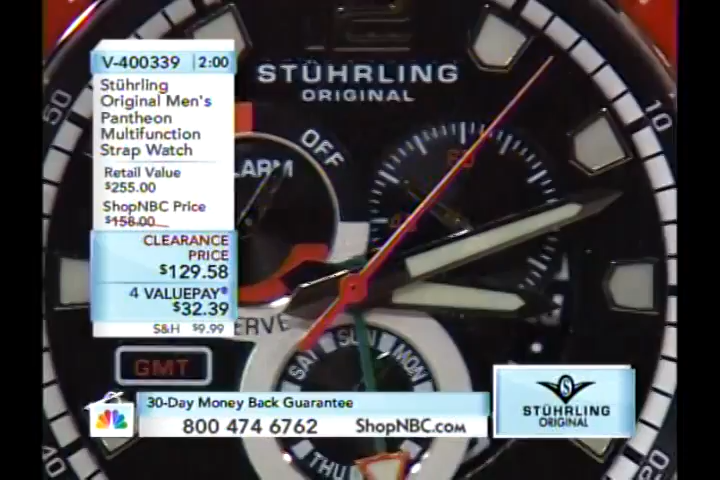 V-400339 2:00
Stührling
Original Men's
Pantheon
Multifunction
Strap Watch
Retail Value
$255.00
ShopNBC Price
$158.00
CLEARANCE
PRICE
$129.58
4 VALUEPAY®
$32.39
S&H $9.99
STÜHRLING
ORIGINAL
50
10
OFF
ALARM
60
ERVE
GMT
SAT SUN MON
THU
40
20
30-Day Money Back Guarantee
800 474 6762 ShopNBC.com
S
STÜHRLING
ORIGINAL